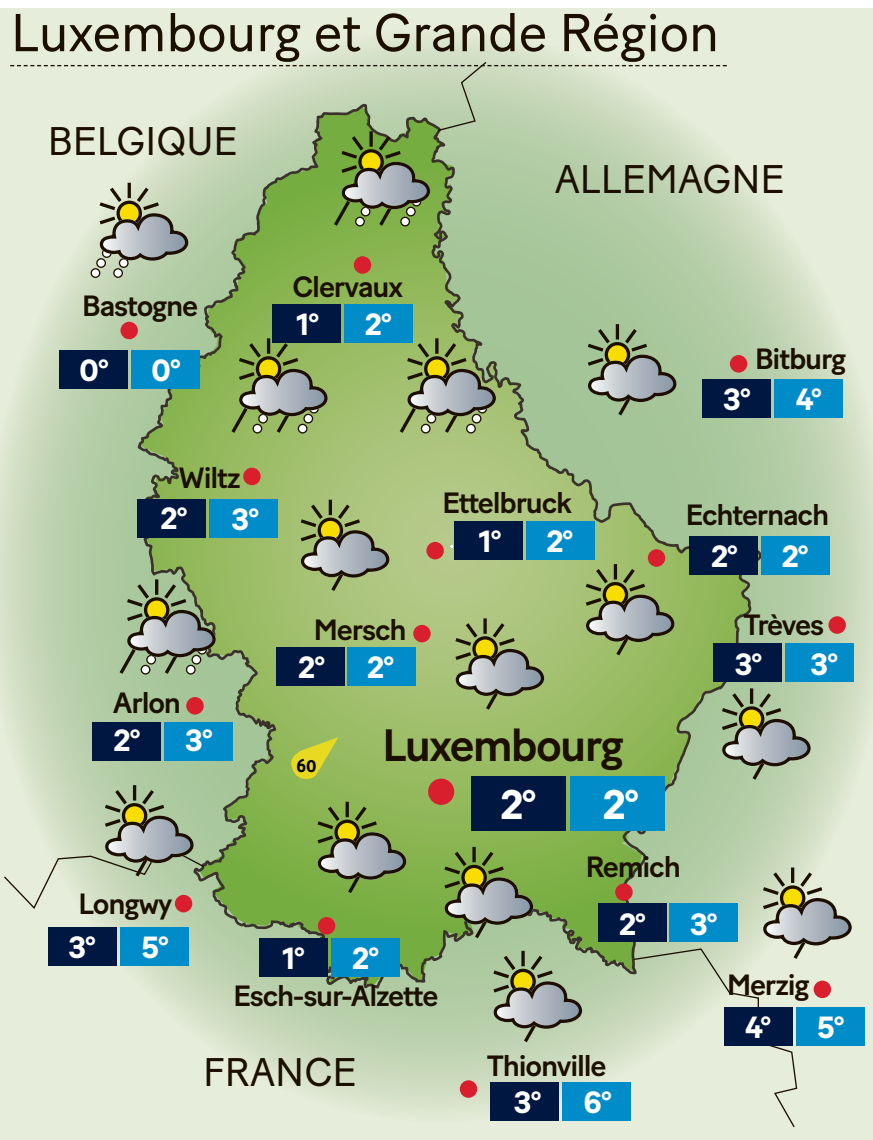 Luxembourg et Grande Région
BELGIQUE
ALLEMAGNE
Clervaux
1° 2°
Bastogne
0° 0°
Bitburg
3° 4°
Wiltz
2° 3°
Ettelbruck
1° 2°
Echternach
2° 2°
Mersch
2° 2°
Trèves
3° 3°
Arlon
2° 3°
Luxembourg
2° 2°
60
Remich
2° 3°
Longwy
3° 5°
1° 2°
Esch-sur-Alzette
Merzig
4° 5°
FRANCE
Thionville
3° 6°